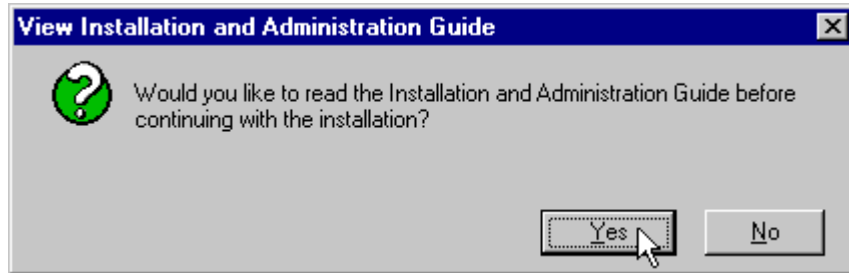 View Installation and Administration Guide
Would you like to read the Installation and Administration Guide before
continuing with the installation?
Yes No